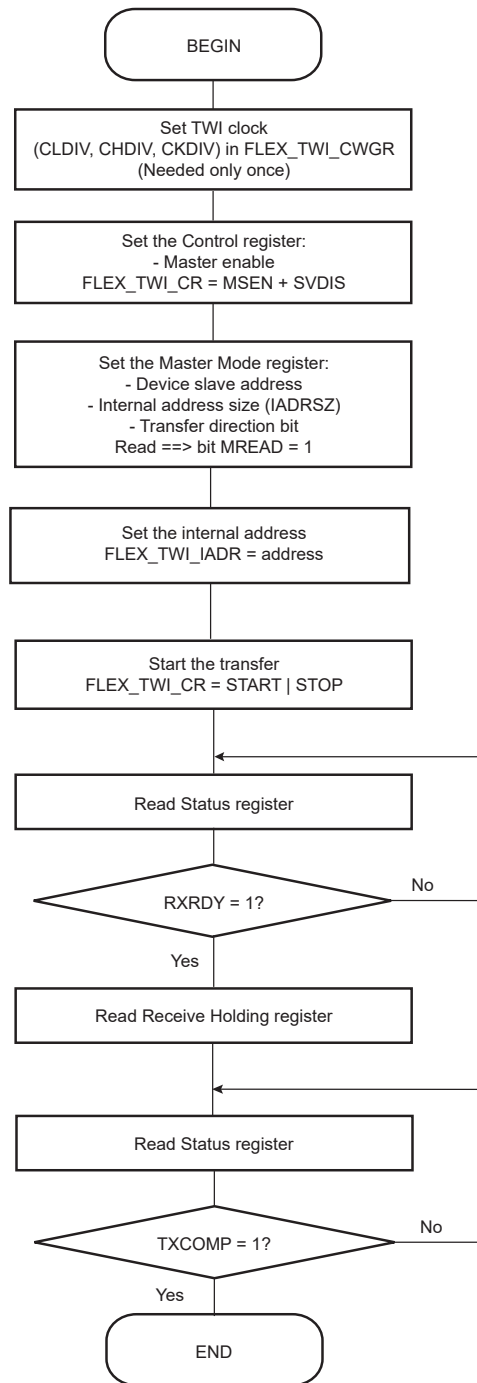 BEGIN
Set TWI clock
(CLDIV, CHDIV, CKDIV) in FLEX_TWI_CWGR
(Needed only once)
Set the Control register:
- Master enable
FLEX_TWI_CR = MSEN + SVDIS
Set the Master Mode register:
- Device slave address
- Internal address size (IADRSZ)
- Transfer direction bit
Read ==> bit MREAD = 1
Set the internal address
FLEX_TWI_IADR = address
Start the transfer
FLEX_TWI_CR = START | STOP
Read Status register
RXRDY = 1?
No
Yes
Read Receive Holding register
Read Status register
TXCOMP = 1?
No
Yes
END